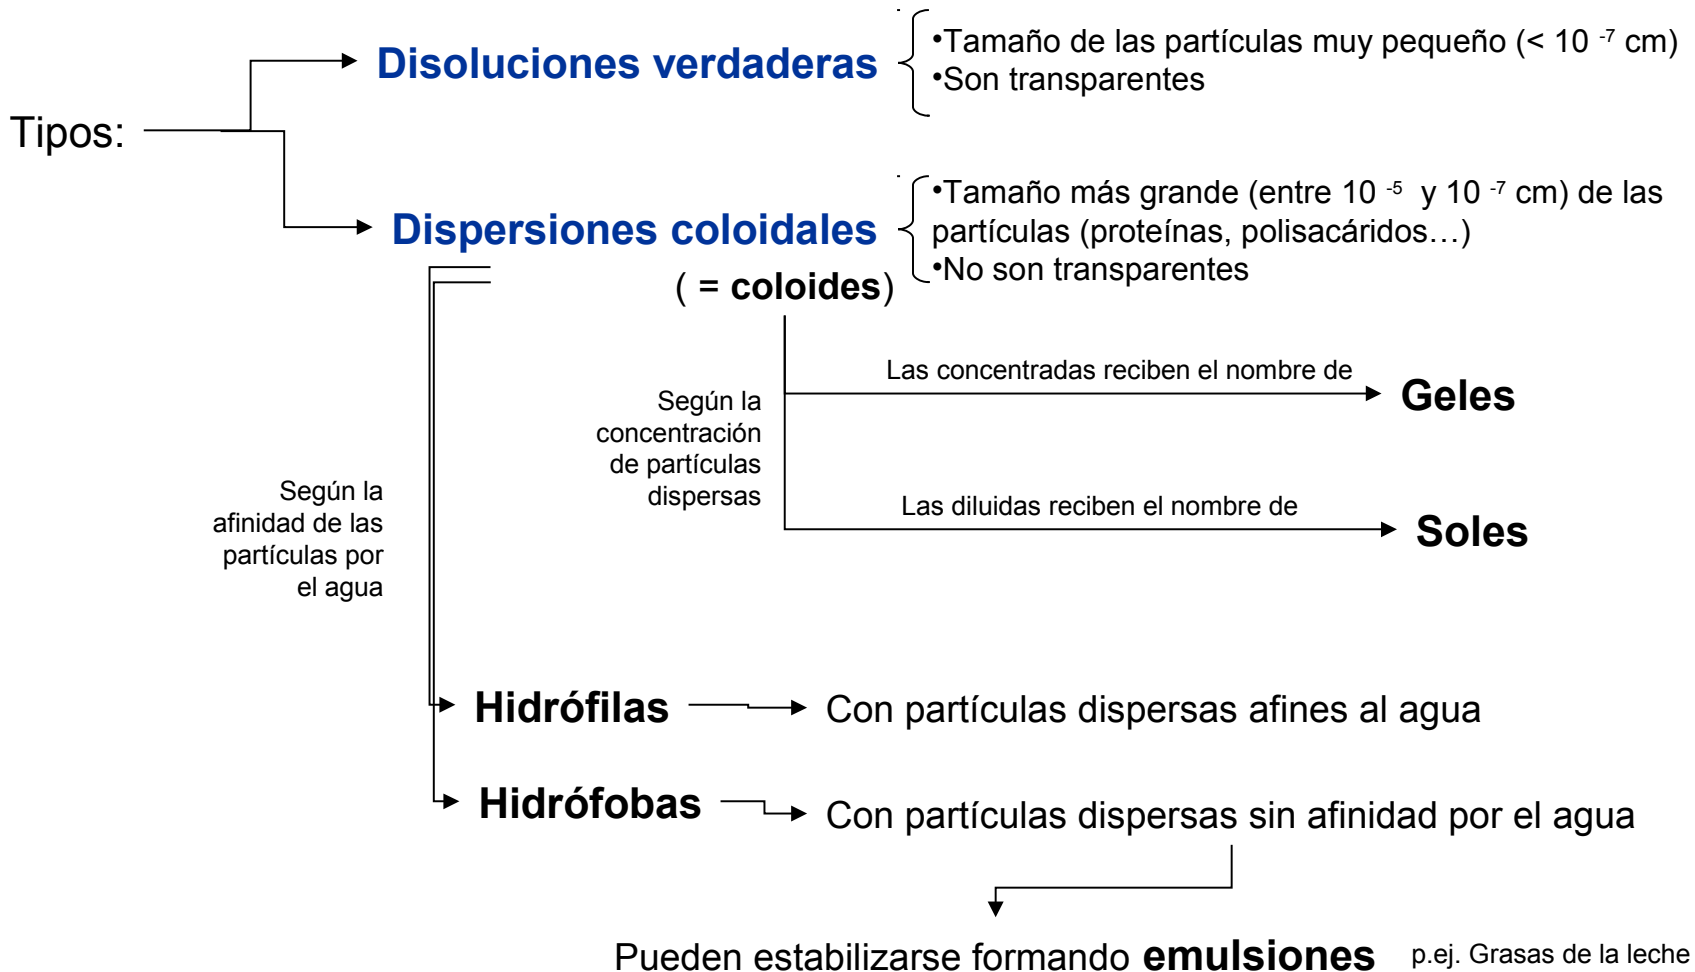 Tipos:
Disoluciones verdaderas
•Tamaño de las partículas muy pequeño (< 10 -7 cm)
•Son transparentes
Dispersiones coloidales
( = coloides)
•Tamaño más grande (entre 10 -5 y 10 -7 cm) de las
partículas (proteínas, polisacáridos…)
•No son transparentes
Según la
concentración
de partículas
dispersas
Las concentradas reciben el nombre de
Geles
Las diluidas reciben el nombre de
Soles
Según la
afinidad de las
partículas por
el agua
Hidrófilas
Con partículas dispersas afines al agua
Hidrófobas
Con partículas dispersas sin afinidad por el agua
Pueden estabilizarse formando emulsiones p.ej. Grasas de la leche